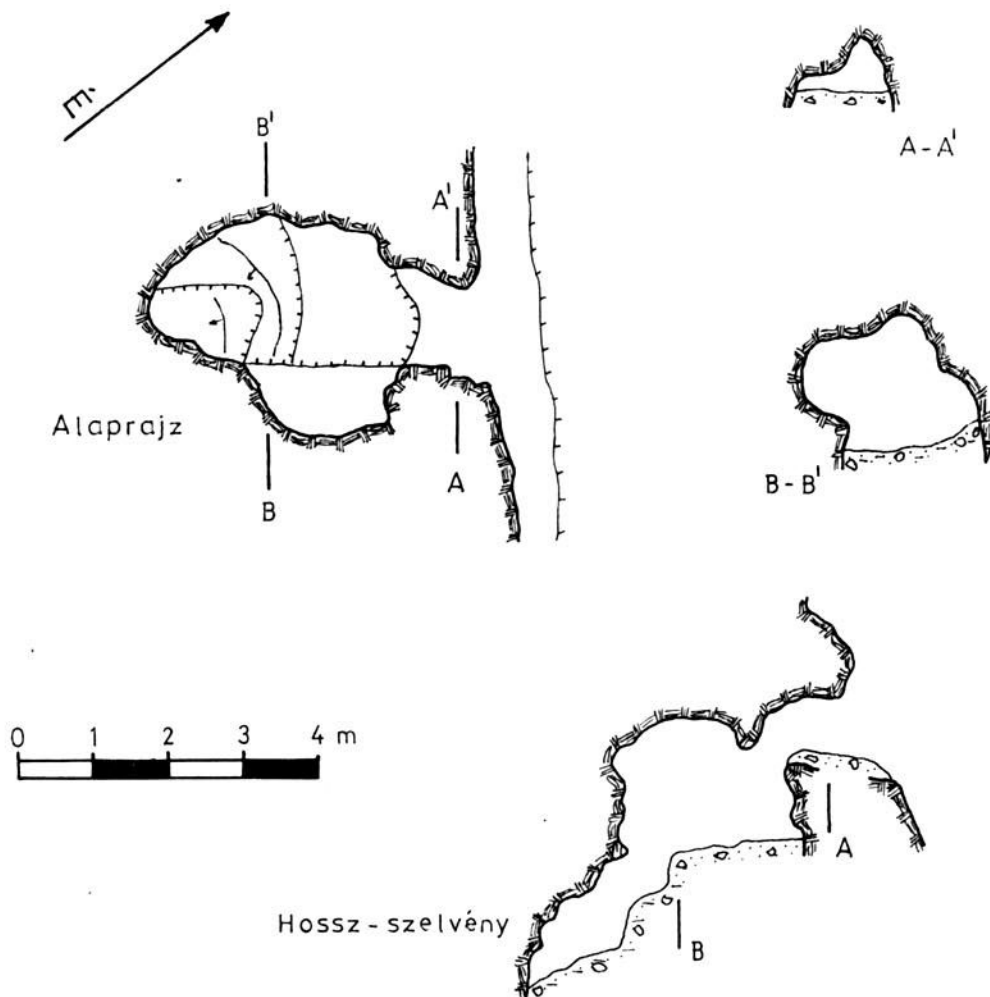 É.
B'
A'
A - A'
Alaprajz
B
A
B - B'
0 1 2 3 4 m
A
B
Hossz - szelvény